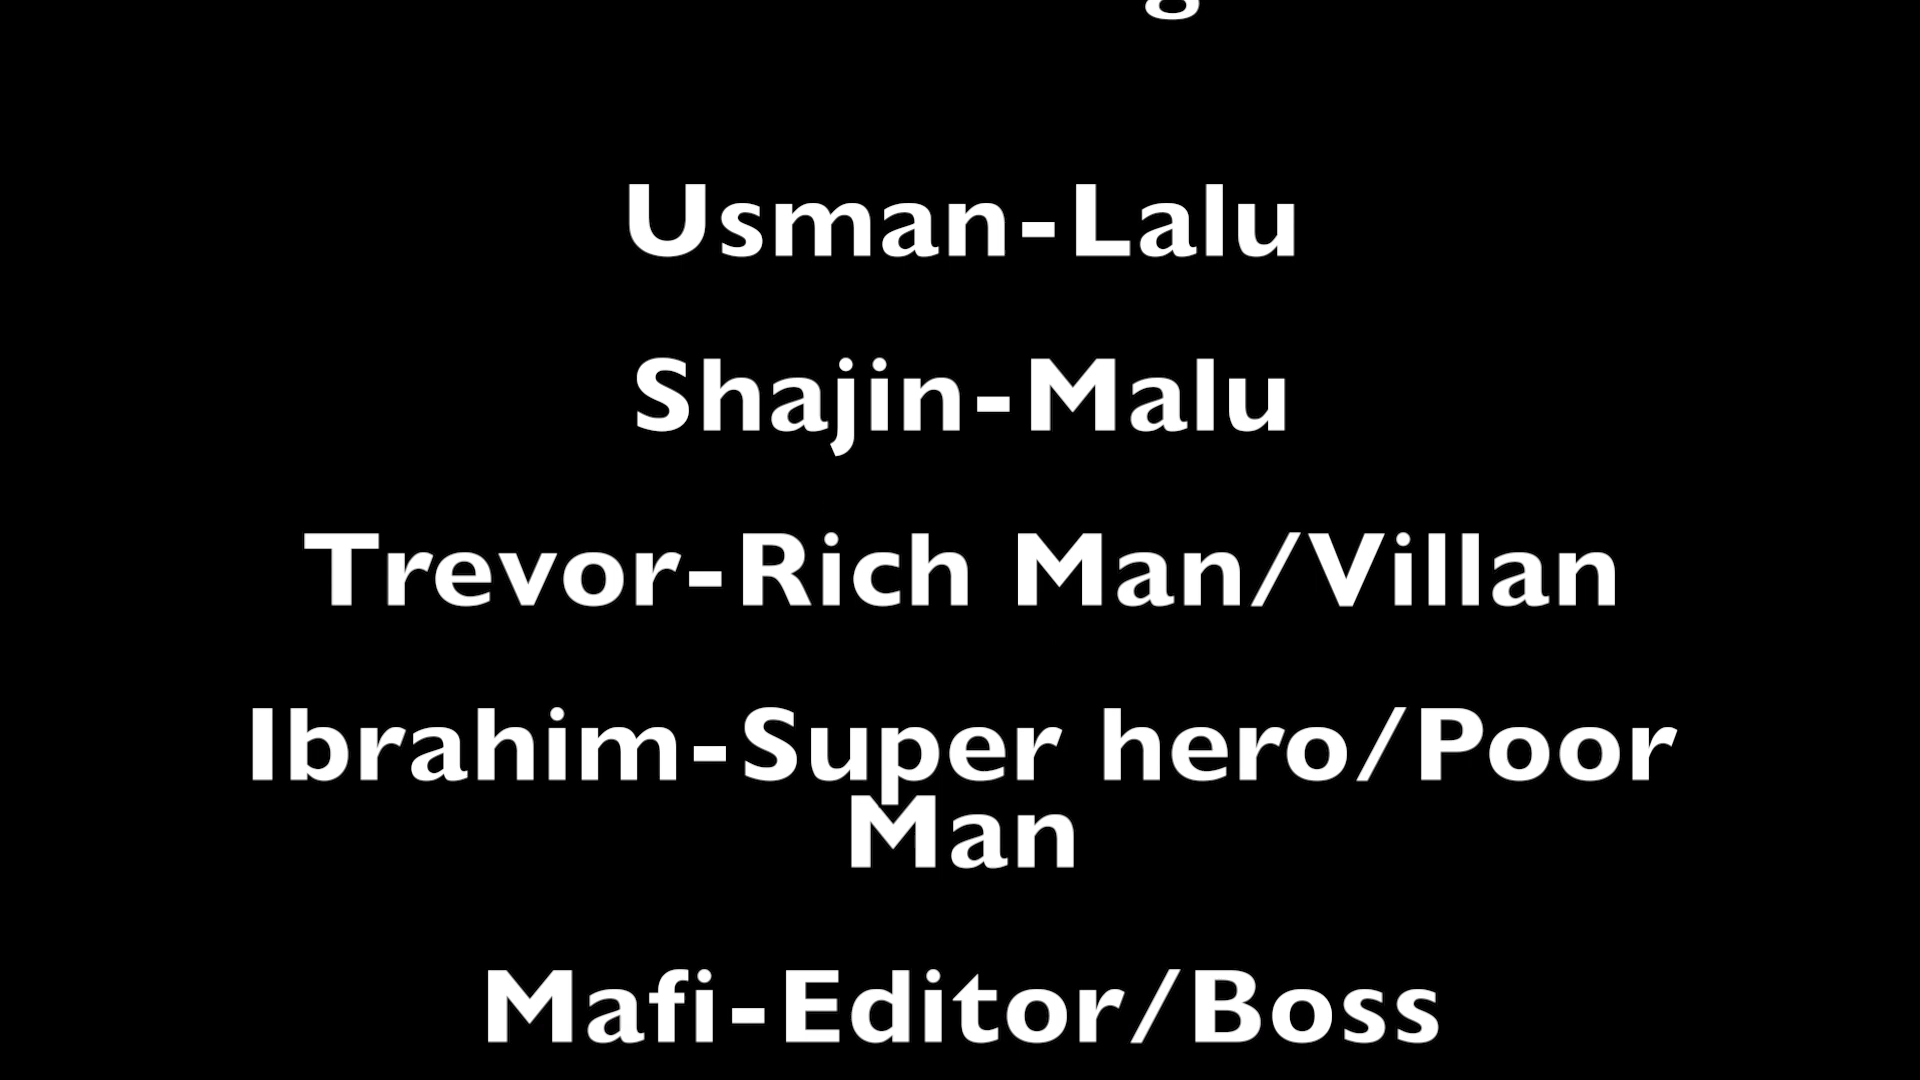 Usman-Lalu
Shajin-Malu
Trevor-Rich Man/Villan
Ibrahim-Super hero/Poor
Man
Mafi-Editor/Boss